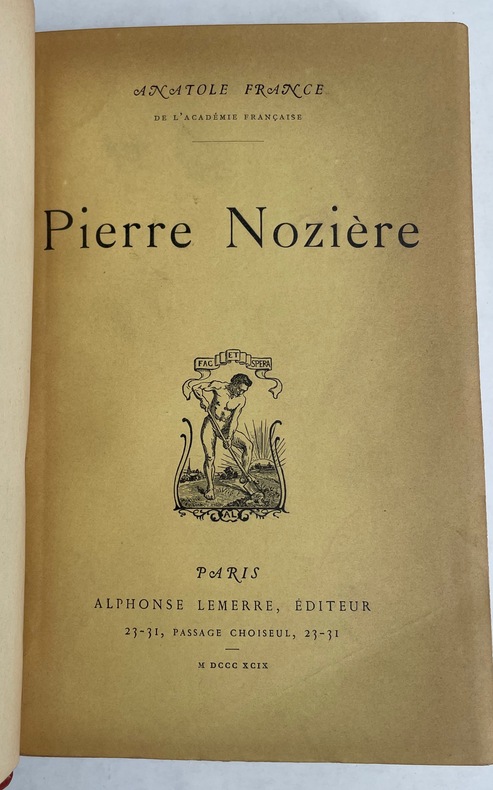 ANATOLE FRANCE
DE L'ACADÉMIE FRANÇAISE
Pierre Nozière
FAC ET SPERA
AL
PARIS
ALPHONSE LEMERRE, ÉDITEUR
23-31, PASSAGE CHOISEUL, 23-31
M DCCC XCIX